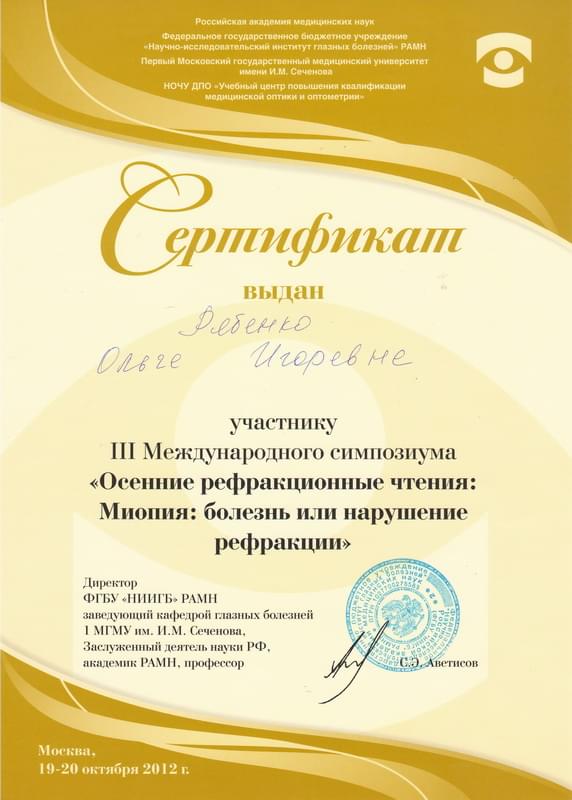 Российская академия медицинских наук
Федеральное государственное бюджетное учреждение
«Научно-исследовательский институт глазных болезней» РАМН
Первый Московский государственный медицинский университет
имени И.М. Сеченова
НОЧУ ДПО «Учебный центр повышения квалификации
медицинской оптики и оптометрии»
Сертификат
выдан
Рябенко
Ольге Игоревне
участнику
III Международного симпозиума
«Осенние рефракционные чтения:
Миопия: болезнь или нарушение
рефракции»
Директор
ФГБУ «НИИГБ» РАМН
заведующий кафедрой глазных болезней
1 МГМУ им. И.М. Сеченова,
Заслуженный деятель науки РФ,
академик РАМН, профессор
С.Э. Аветисов
Москва,
19-20 октября 2012 г.